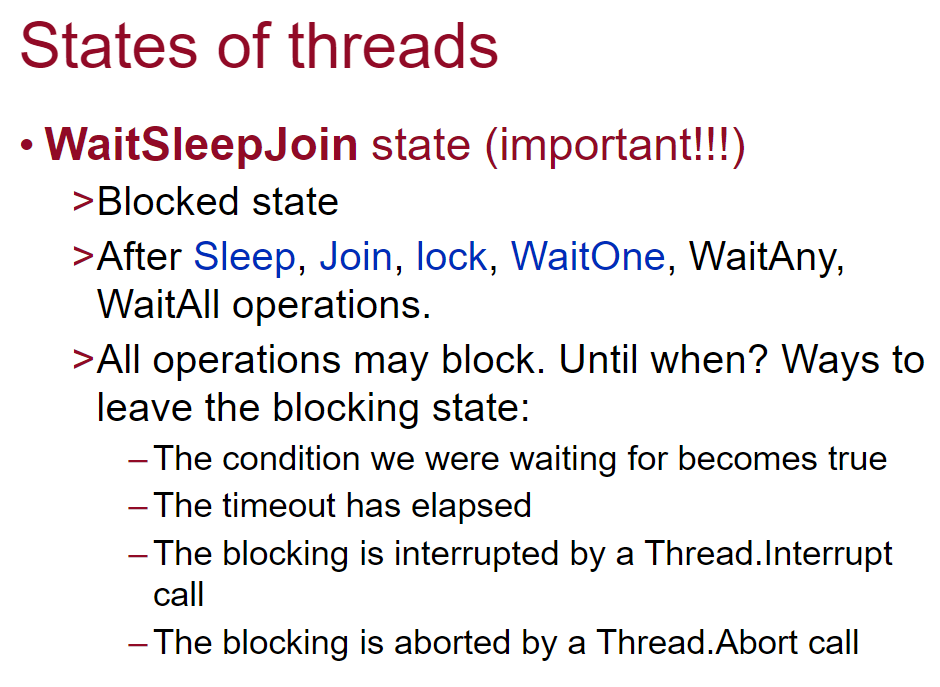 States of threads
• WaitSleepJoin state (important!!!)
>Blocked state
>After Sleep, Join, lock, WaitOne, WaitAny,
WaitAll operations.
>All operations may block. Until when? Ways to
leave the blocking state:
–The condition we were waiting for becomes true
–The timeout has elapsed
–The blocking is interrupted by a Thread.Interrupt
call
–The blocking is aborted by a Thread.Abort call